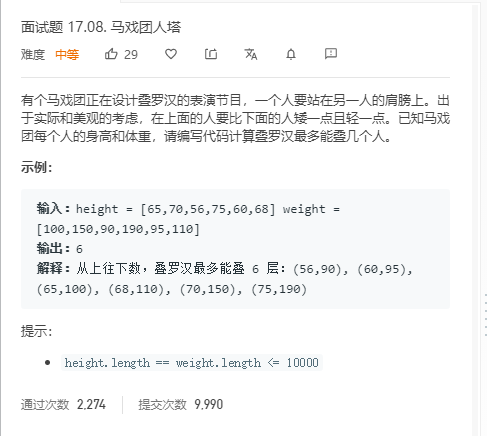 面试题 17.08. 马戏团人塔
难度 中等 29
有个马戏团正在设计叠罗汉的表演节目，一个人要站在另一人的肩膀上。出
于实际和美观的考虑，在上面的人要比下面的人矮一点且轻一点。已知马戏
团每个人的身高和体重，请编写代码计算叠罗汉最多能叠几个人。
示例：
输入：height = [65,70,56,75,60,68] weight =
[100,150,90,190,95,110]
输出：6
解释：从上往下数，叠罗汉最多能叠 6 层：(56,90), (60,95),
(65,100), (68,110), (70,150), (75,190)
提示：
• height.length == weight.length <= 10000
通过次数 2,274 提交次数 9,990